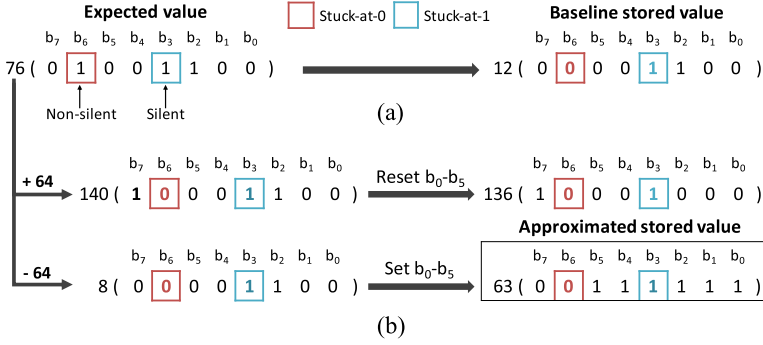 Expected value
Stuck-at-0
Stuck-at-1
Baseline stored value
b7 b6 b5 b4 b3 b2 b1 b0
b7 b6 b5 b4 b3 b2 b1 b0
76 ( 0 1 0 0 1 1 0 0 )
12 ( 0 0 0 0 1 1 0 0 )
Non-silent
Silent
(a)
b7 b6 b5 b4 b3 b2 b1 b0
b7 b6 b5 b4 b3 b2 b1 b0
+ 64
140 ( 1 0 0 0 1 1 0 0 )
Reset b0-b5
136 ( 1 0 0 0 1 0 0 0 )
Approximated stored value
b7 b6 b5 b4 b3 b2 b1 b0
b7 b6 b5 b4 b3 b2 b1 b0
- 64
8 ( 0 0 0 0 1 1 0 0 )
Set b0-b5
63 ( 0 0 1 1 1 1 1 1 )
(b)